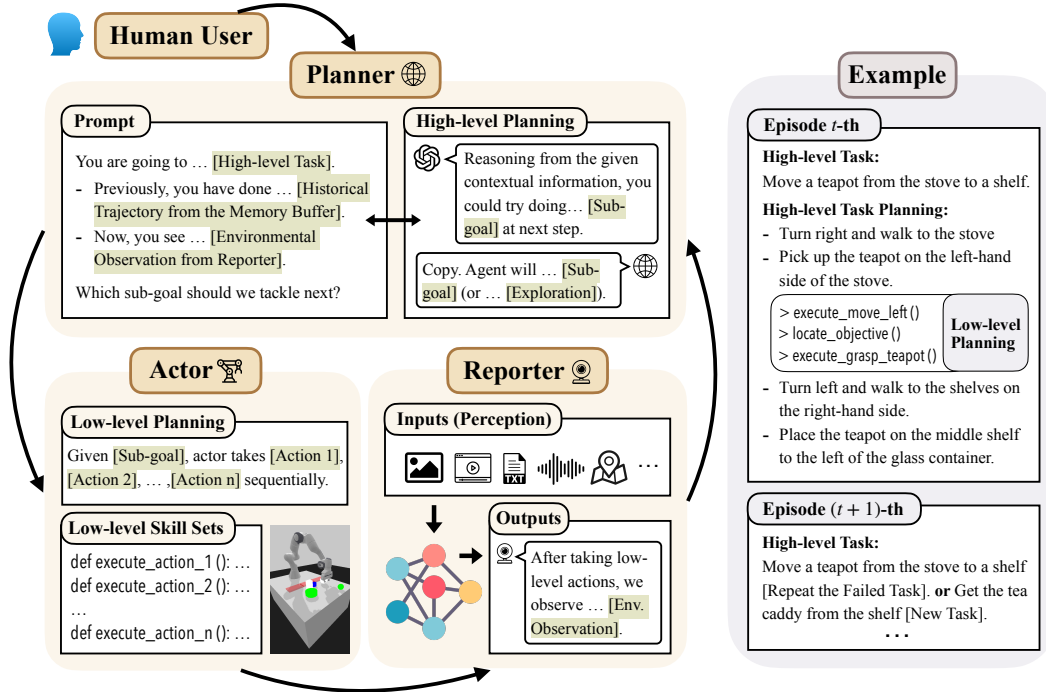 Human User
Planner
Prompt
You are going to … [High-level Task].
- Previously, you have done … [Historical
Trajectory from the Memory Buffer].
- Now, you see … [Environmental
Observation from Reporter].
Which sub-goal should we tackle next?
High-level Planning
Reasoning from the given
contextual information, you
could try doing… [Sub-
goal] at next step.
Copy. Agent will … [Sub-
goal] (or … [Exploration]).
Actor
Low-level Planning
Given [Sub-goal], actor takes [Action 1],
[Action 2], … ,[Action n] sequentially.
Low-level Skill Sets
def execute_action_1 (): …
def execute_action_2 (): …
…
def execute_action_n (): …
Reporter
Inputs (Perception)
TXT
…
Outputs
After taking low-
level actions, we
observe … [Env.
Observation].
Example
Episode t-th
High-level Task:
Move a teapot from the stove to a shelf.
High-level Task Planning:
- Turn right and walk to the stove
- Pick up the teapot on the left-hand
side of the stove.
> execute_move_left ()
> locate_objective ()
> execute_grasp_teapot ()
Low-level
Planning
- Turn left and walk to the shelves on
the right-hand side.
- Place the teapot on the middle shelf
to the left of the glass container.
Episode (t + 1)-th
High-level Task:
Move a teapot from the stove to a shelf
[Repeat the Failed Task]. or Get the tea
caddy from the shelf [New Task].
…